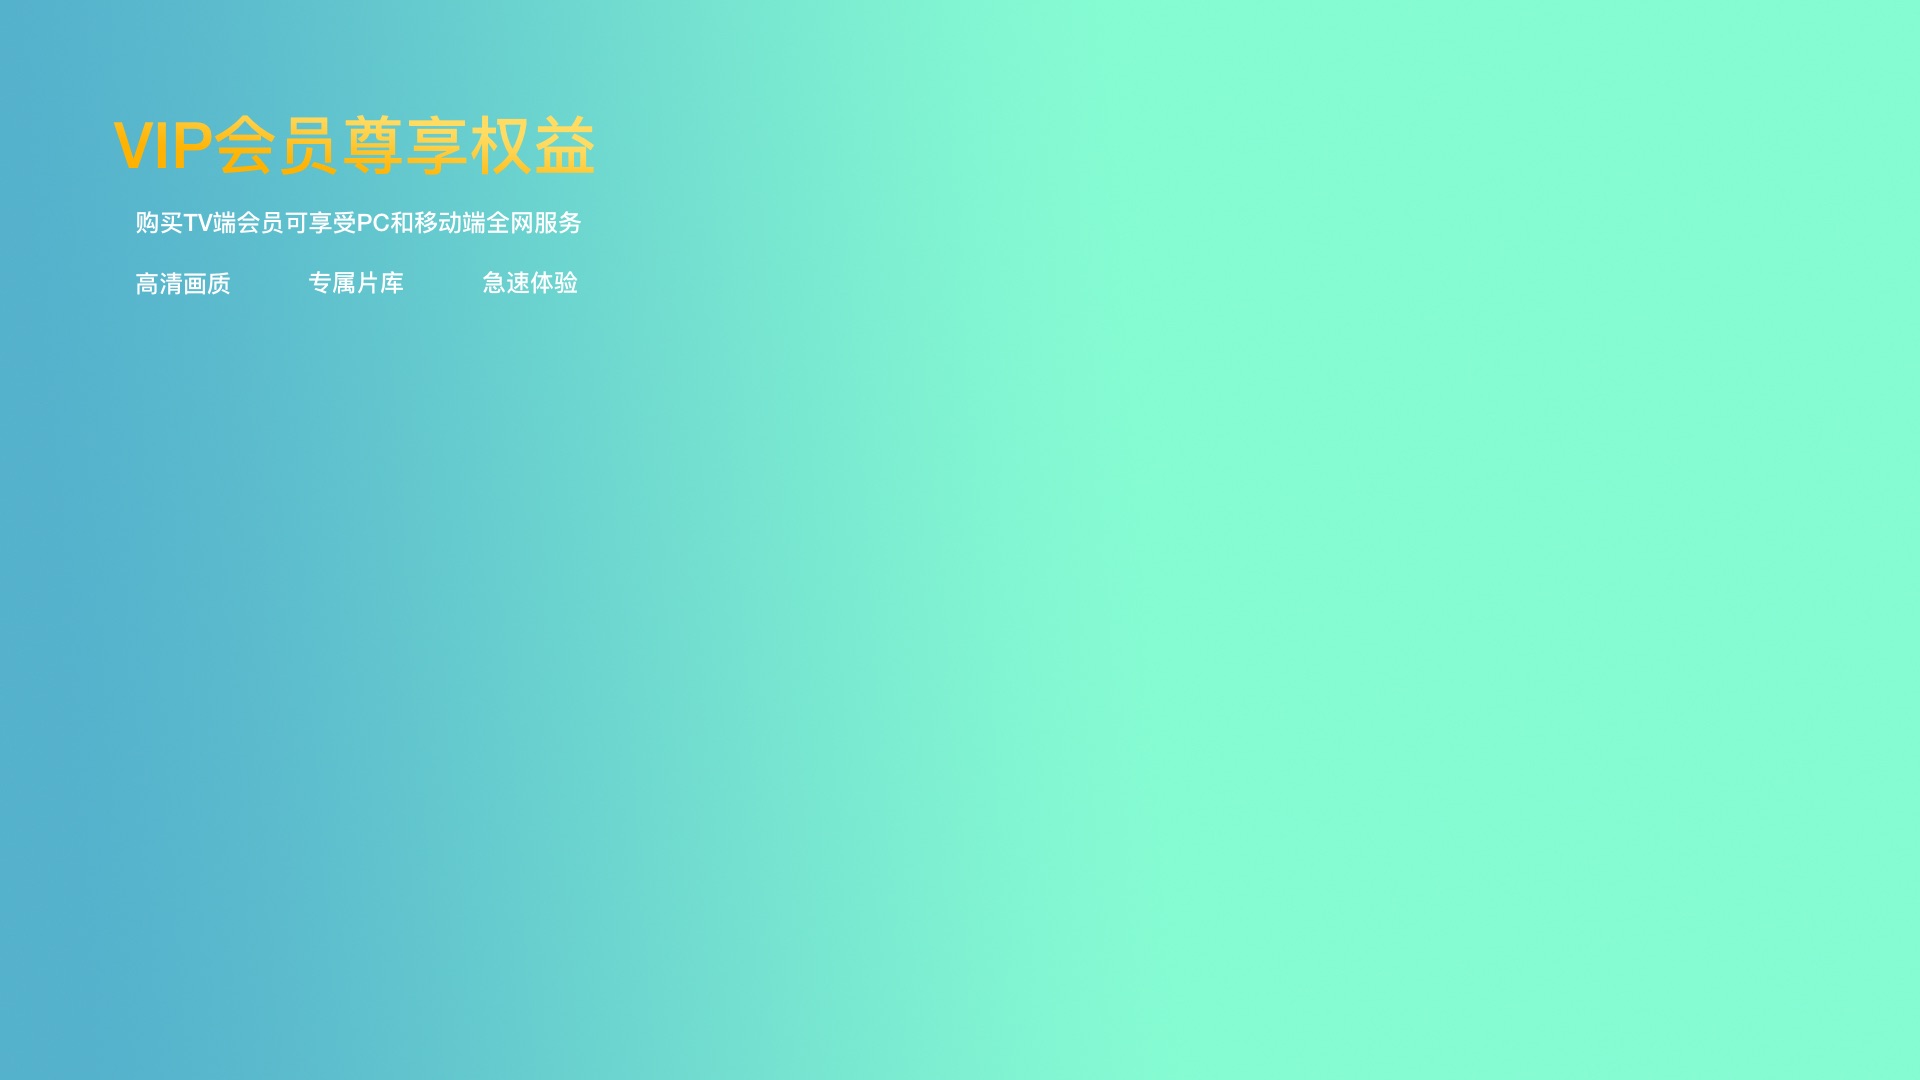 VIP会员尊享权益
购买TV端会员可享受PC和移动端全网服务
高清画质 专属片库 急速体验